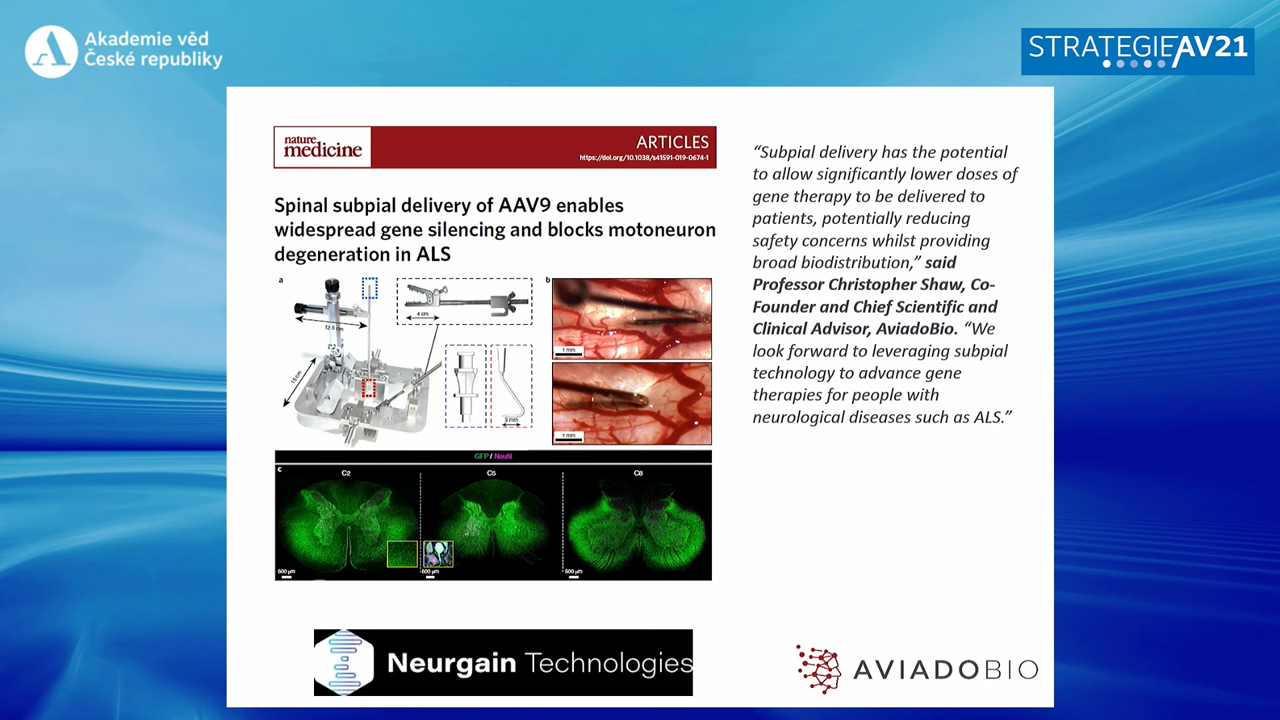 Akademie věd
České republiky
STRATEGIE AV21
nature
medicine
ARTICLES
https://doi.org/10.1038/s41591-019-0674-1
Spinal subpial delivery of AAV9 enables
widespread gene silencing and blocks motoneuron
degeneration in ALS
a
12.5 cm
4 cm
3 mm
b
1 mm
1 mm
GFP / NeuN
c
C2
C5
C8
500 µm
500 µm
500 µm
“Subpial delivery has the potential
to allow significantly lower doses of
gene therapy to be delivered to
patients, potentially reducing
safety concerns whilst providing
broad biodistribution,” said
Professor Christopher Shaw, Co-
Founder and Chief Scientific and
Clinical Advisor, AviadoBio. “We
look forward to leveraging subpial
technology to advance gene
therapies for people with
neurological diseases such as ALS.”
Neurgain Technologies
AVIADOBIO